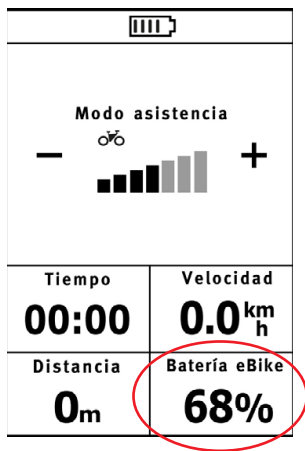 Modo asistencia
− +
Tiempo Velocidad
00:00 0.0 km/h
Distancia Batería eBike
0m 68%